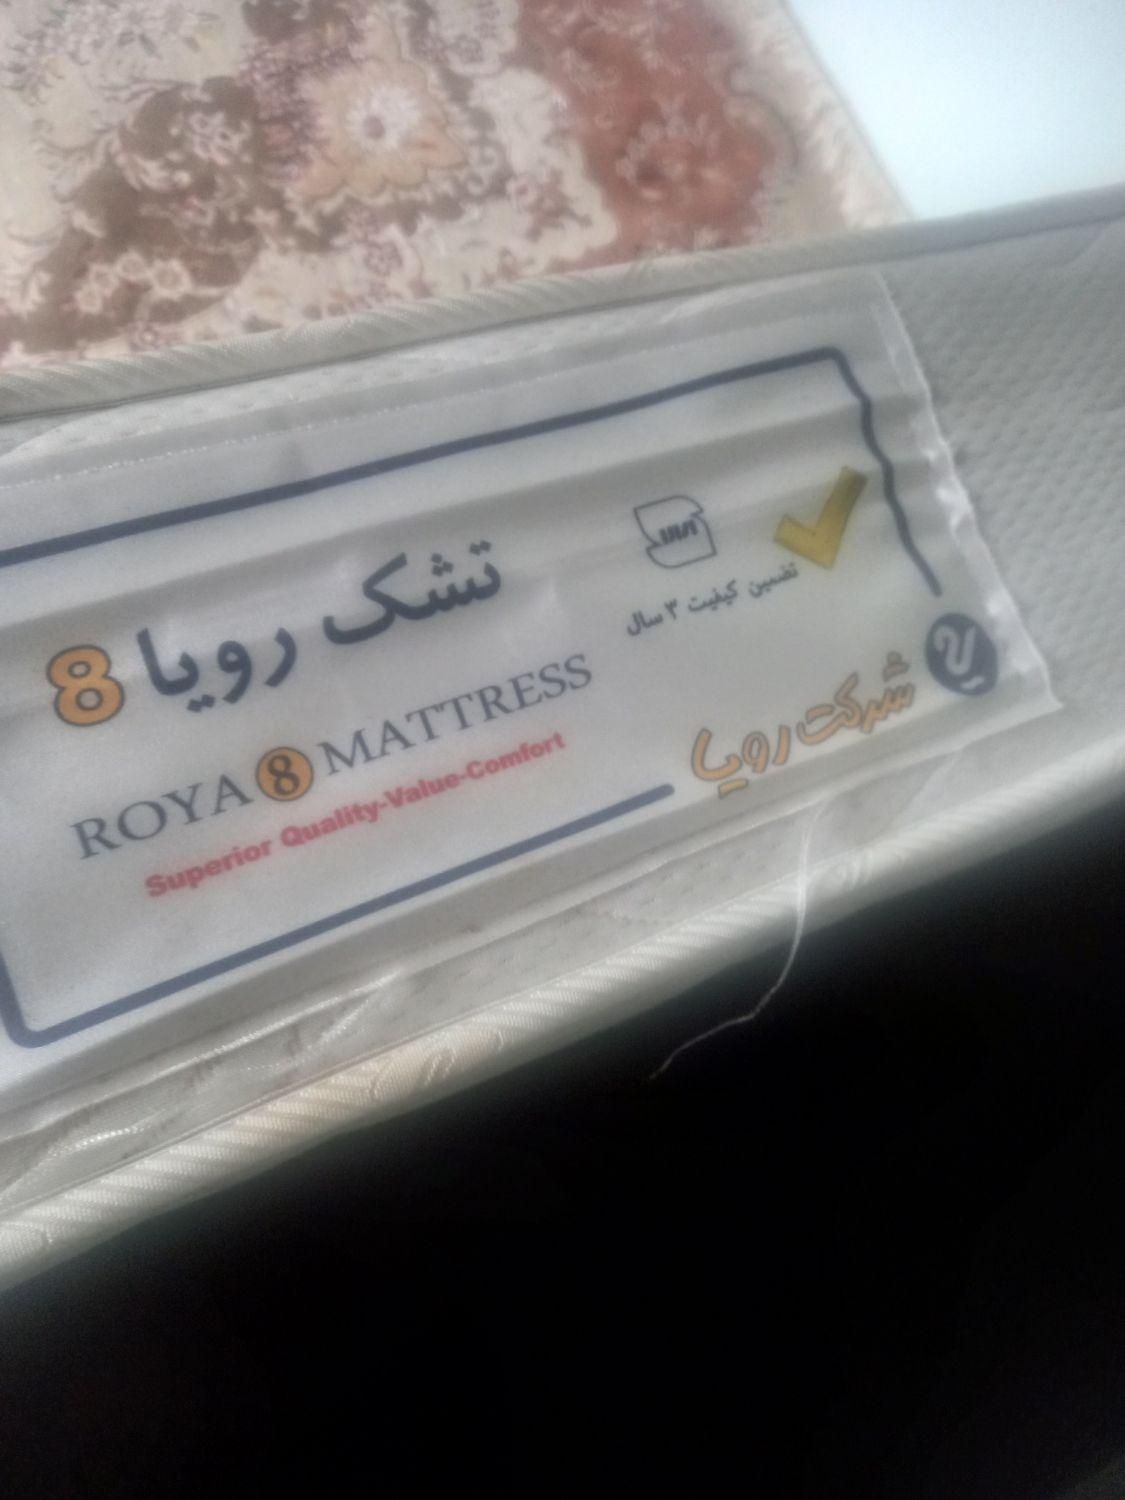 تشک رویا 8
ROYA 8 MATTRESS
Superior Quality-Value-Comfort
تضمین کیفیت ۳ سال
شرکت رویا